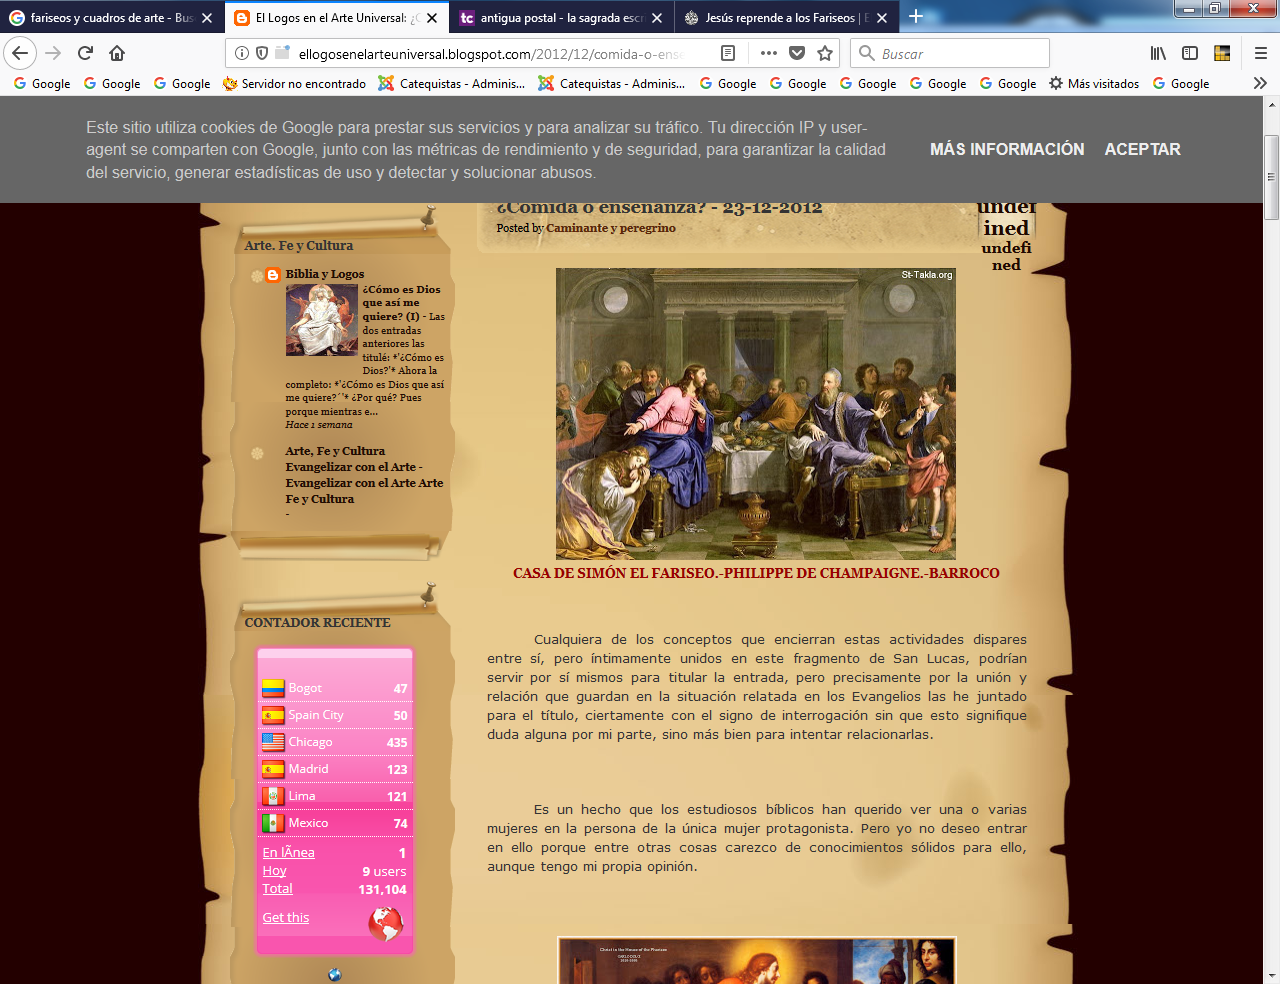 fariseos y cuadros de arte - Bus
El Logos en el Arte Universal: ¿C
antigua postal - la sagrada escr
Jesús reprende a los Fariseos | E
ellogosenelarteuniversal.blogspot.com/2012/12/comida-o-ense
Buscar
Google Google Google Servidor no encontrado Catequistas - Adminis... Catequistas - Adminis... Google Google Google Google Google Más visitados Google
Este sitio utiliza cookies de Google para prestar sus servicios y para analizar su tráfico. Tu dirección IP y user-
agent se comparten con Google, junto con las métricas de rendimiento y de seguridad, para garantizar la calidad
del servicio, generar estadísticas de uso y detectar y solucionar abusos.
MÁS INFORMACIÓN ACEPTAR
¿Comida o enseñanza? - 23-12-2012
Posted by Caminante y peregrino
undef
ined
undefi
ned
Arte. Fe y Cultura
Biblia y Logos
¿Cómo es Dios
que así me
quiere? (I) - Las
dos entradas
anteriores las
titulé: *'¿Cómo es
Dios?'* Ahora la
completo: *'¿Cómo es Dios que así
me quiere?´'* ¿Por qué? Pues
porque mientras e...
Hace 1 semana
Arte, Fe y Cultura
Evangelizar con el Arte -
Evangelizar con el Arte Arte
Fe y Cultura
-
CONTADOR RECIENTE
Bogot 47
Spain City 50
Chicago 435
Madrid 123
Lima 121
Mexico 74
En lÃnea 1
Hoy 9 users
Total 131,104
Get this
St-Takla.org
CASA DE SIMÓN EL FARISEO.-PHILIPPE DE CHAMPAIGNE.-BARROCO
Cualquiera de los conceptos que encierran estas actividades dispares
entre sí, pero íntimamente unidos en este fragmento de San Lucas, podrían
servir por sí mismos para titular la entrada, pero precisamente por la unión y
relación que guardan en la situación relatada en los Evangelios las he juntado
para el título, ciertamente con el signo de interrogación sin que esto signifique
duda alguna por mi parte, sino más bien para intentar relacionarlas.
Es un hecho que los estudiosos bíblicos han querido ver una o varias
mujeres en la persona de la única mujer protagonista. Pero yo no deseo entrar
en ello porque entre otras cosas carezco de conocimientos sólidos para ello,
aunque tengo mi propia opinión.
Christ in the House of the Pharisee